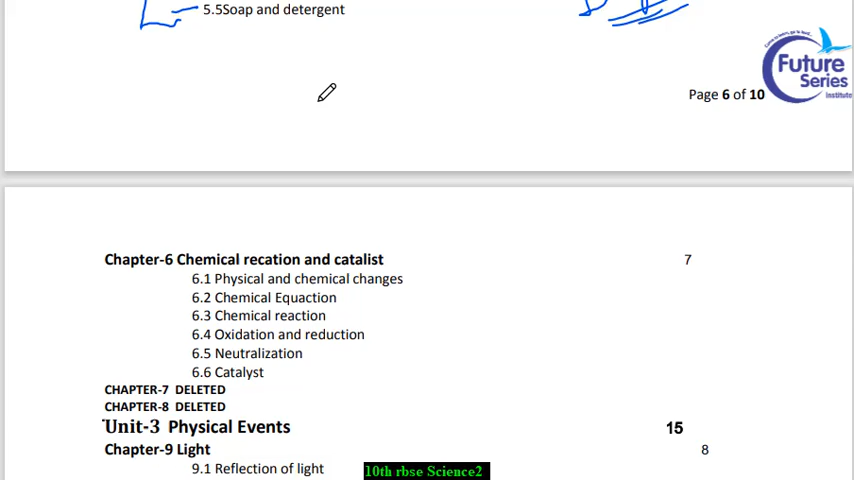 5.5Soap and detergent
Future
Series
Institute
Page 6 of 10
Chapter-6 Chemical recation and catalist 7
6.1 Physical and chemical changes
6.2 Chemical Equaction
6.3 Chemical reaction
6.4 Oxidation and reduction
6.5 Neutralization
6.6 Catalyst
CHAPTER-7 DELETED
CHAPTER-8 DELETED
Unit-3 Physical Events 15
Chapter-9 Light 8
9.1 Reflection of light
10th rbse Science2